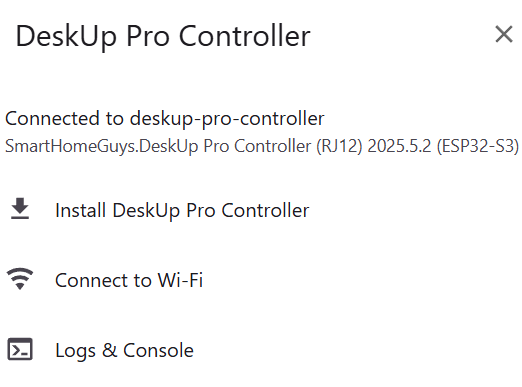 DeskUp Pro Controller
Connected to deskup-pro-controller
SmartHomeGuys.DeskUp Pro Controller (RJ12) 2025.5.2 (ESP32-S3)
Install DeskUp Pro Controller
Connect to Wi-Fi
Logs & Console